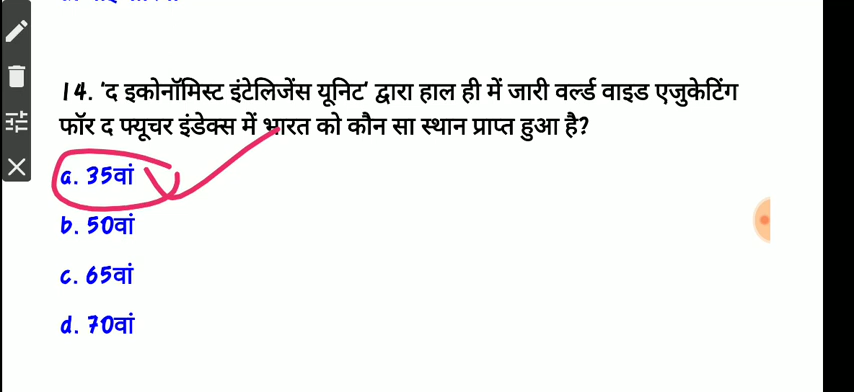 14. 'द इकोनॉमिस्ट इंटेलिजेंस यूनिट' द्वारा हाल ही में जारी वर्ल्ड वाइड एजुकेटिंग
फॉर द फ्यूचर इंडेक्स में भारत को कौन सा स्थान प्राप्त हुआ है?
a. 35वां
b. 50वां
c. 65वां
d. 70वां